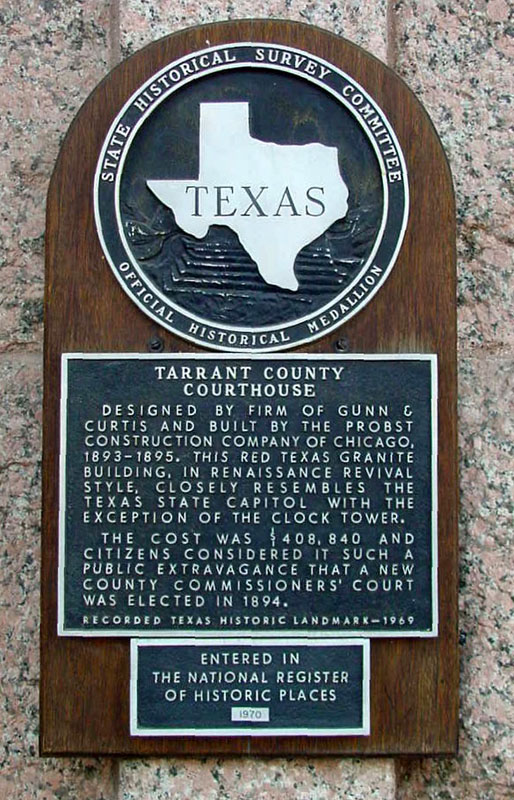 STATE HISTORICAL SURVEY COMMITTEE
TEXAS
OFFICIAL HISTORICAL MEDALLION
TARRANT COUNTY
COURTHOUSE
DESIGNED BY FIRM OF GUNN &
CURTIS AND BUILT BY THE PROBST
CONSTRUCTION COMPANY OF CHICAGO,
1893-1895. THIS RED TEXAS GRANITE
BUILDING, IN RENAISSANCE REVIVAL
STYLE, CLOSELY RESEMBLES THE
TEXAS STATE CAPITOL WITH THE
EXCEPTION OF THE CLOCK TOWER.
THE COST WAS $408,840 AND
CITIZENS CONSIDERED IT SUCH A
PUBLIC EXTRAVAGANCE THAT A NEW
COUNTY COMMISSIONERS' COURT
WAS ELECTED IN 1894.
RECORDED TEXAS HISTORIC LANDMARK-1969
ENTERED IN
THE NATIONAL REGISTER
OF HISTORIC PLACES
1970